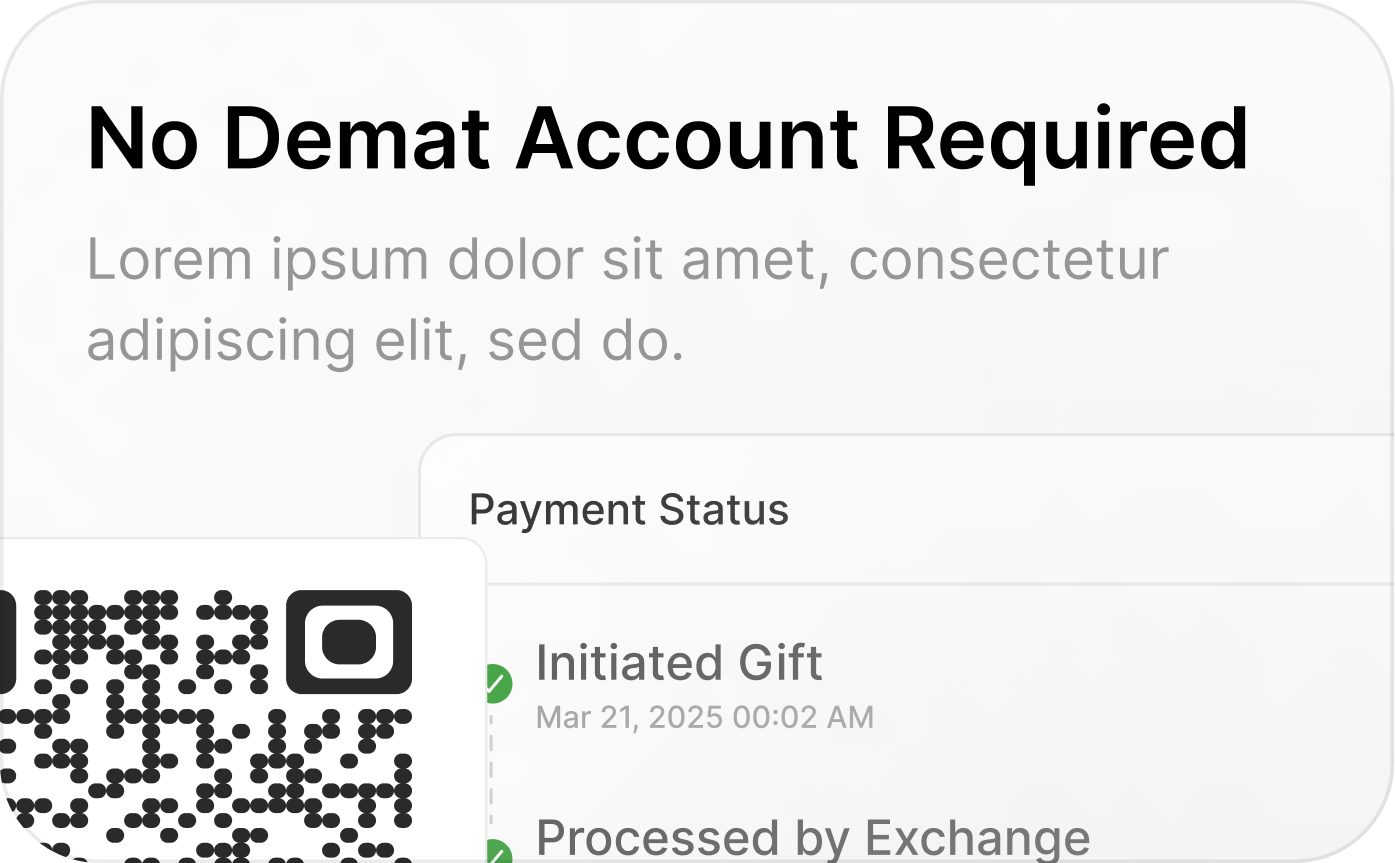 No Demat Account Required
Lorem ipsum dolor sit amet, consectetur
adipiscing elit, sed do.
Payment Status
Initiated Gift
Mar 21, 2025 00:02 AM
Processed by Exchange